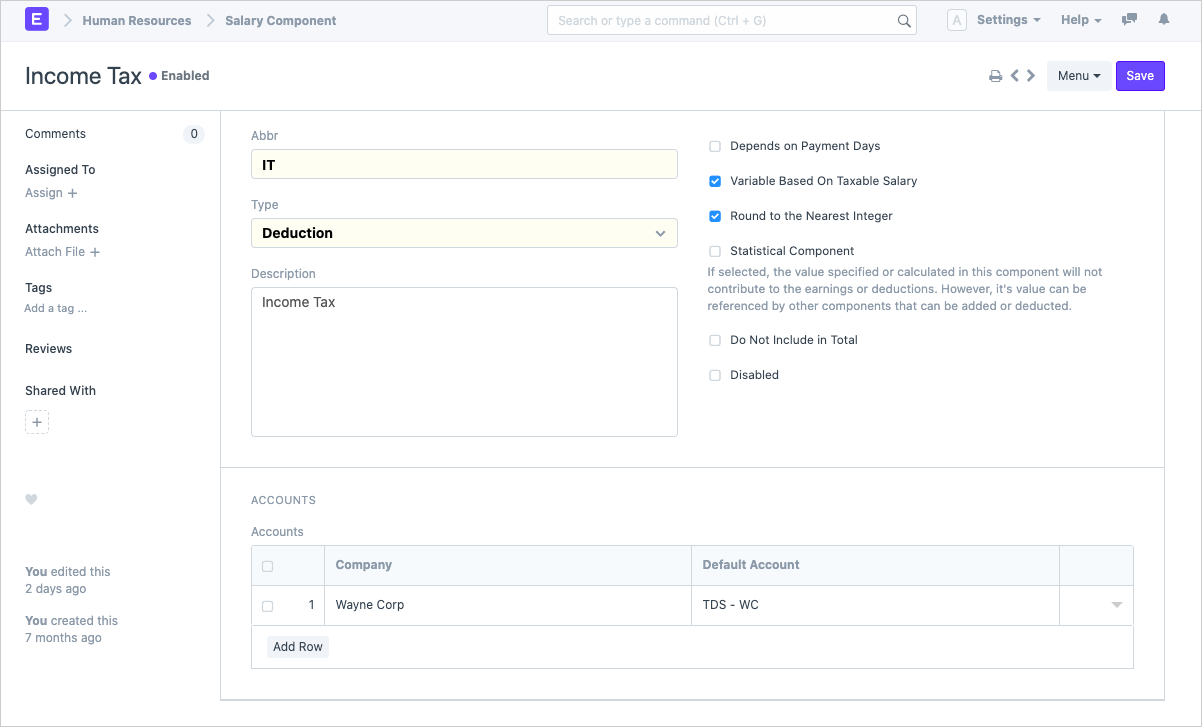 E
Human Resources
Salary Component
Search or type a command (Ctrl + G)
A
Settings
Help
Income Tax
Enabled
Menu
Save
Comments
0
Assigned To
Assign +
Attachments
Attach File +
Tags
Add a tag ...
Reviews
Shared With
+
You edited this
2 days ago
You created this
7 months ago
Abbr
IT
Type
Deduction
Description
Income Tax
Depends on Payment Days
Variable Based On Taxable Salary
Round to the Nearest Integer
Statistical Component
If selected, the value specified or calculated in this component will not
contribute to the earnings or deductions. However, it's value can be
referenced by other components that can be added or deducted.
Do Not Include in Total
Disabled
ACCOUNTS
Accounts
Company
Default Account
1
Wayne Corp
TDS - WC
Add Row